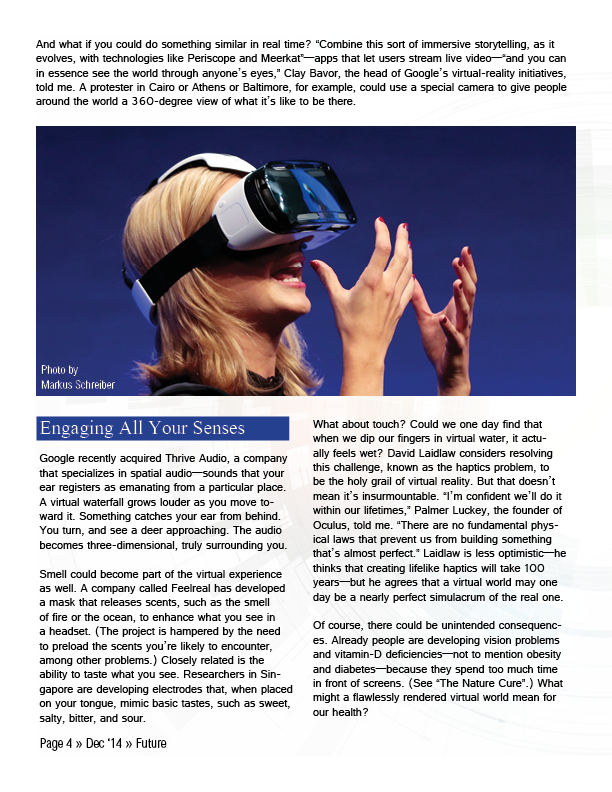 And what if you could do something similar in real time? “Combine this sort of immersive storytelling, as it
evolves, with technologies like Periscope and Meerkat”—apps that let users stream live video—“and you can
in essence see the world through anyone’s eyes,” Clay Bavor, the head of Google’s virtual-reality initiatives,
told me. A protester in Cairo or Athens or Baltimore, for example, could use a special camera to give people
around the world a 360-degree view of what it’s like to be there.
Photo by
Markus Schreiber
Engaging All Your Senses
Google recently acquired Thrive Audio, a company
that specializes in spatial audio—sounds that your
ear registers as emanating from a particular place.
A virtual waterfall grows louder as you move to-
ward it. Something catches your ear from behind.
You turn, and see a deer approaching. The audio
becomes three-dimensional, truly surrounding you.
Smell could become part of the virtual experience
as well. A company called Feelreal has developed
a mask that releases scents, such as the smell
of fire or the ocean, to enhance what you see in
a headset. (The project is hampered by the need
to preload the scents you’re likely to encounter,
among other problems.) Closely related is the
ability to taste what you see. Researchers in Sin-
gapore are developing electrodes that, when placed
on your tongue, mimic basic tastes, such as sweet,
salty, bitter, and sour.
What about touch? Could we one day find that
when we dip our fingers in virtual water, it actu-
ally feels wet? David Laidlaw considers resolving
this challenge, known as the haptics problem, to
be the holy grail of virtual reality. But that doesn’t
mean it’s insurmountable. “I’m confident we’ll do it
within our lifetimes,” Palmer Luckey, the founder of
Oculus, told me. “There are no fundamental phys-
ical laws that prevent us from building something
that’s almost perfect.” Laidlaw is less optimistic—he
thinks that creating lifelike haptics will take 100
years—but he agrees that a virtual world may one
day be a nearly perfect simulacrum of the real one.
Of course, there could be unintended consequenc-
es. Already people are developing vision problems
and vitamin-D deficiencies—not to mention obesity
and diabetes—because they spend too much time
in front of screens. (See “The Nature Cure”.) What
might a flawlessly rendered virtual world mean for
our health?
Page 4 » Dec ‘14 » Future